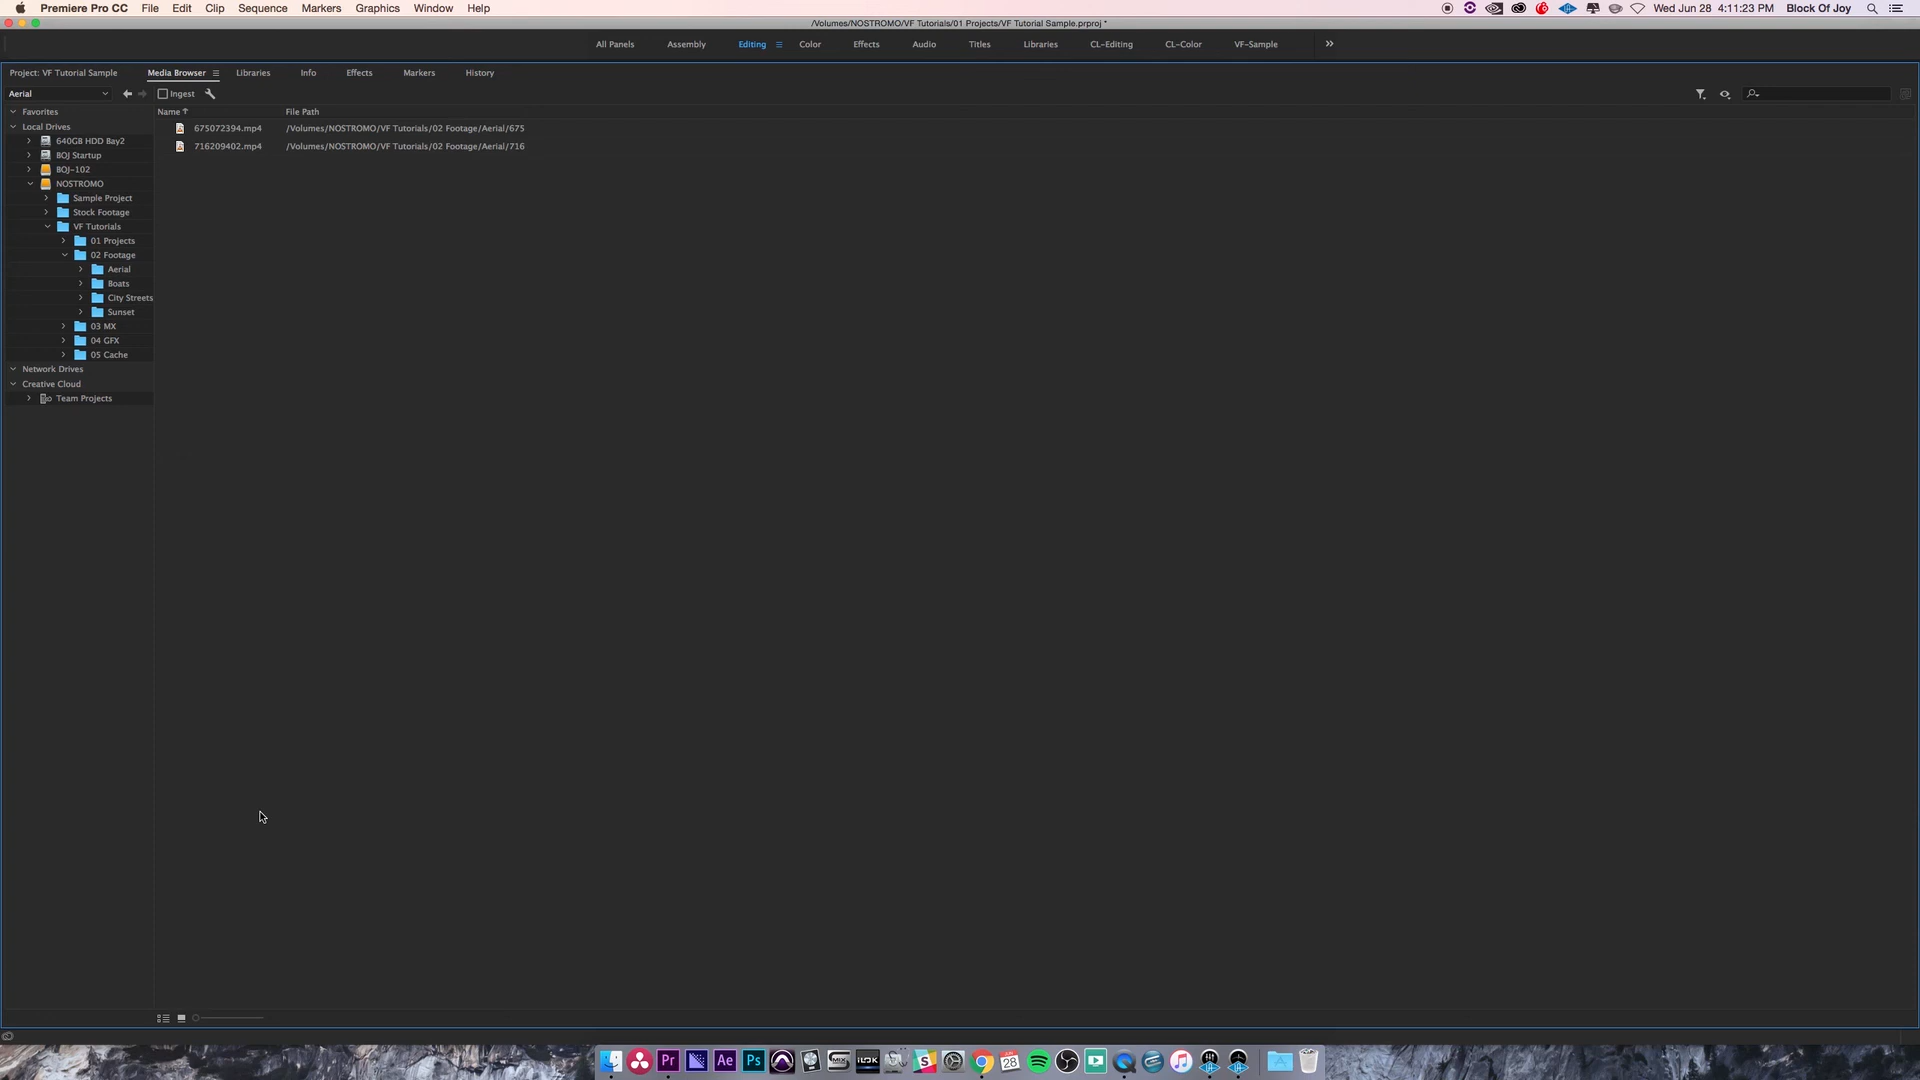 Premiere Pro CC File Edit Clip Sequence Markers Graphics Window Help Wed Jun 28 4:11:23 PM Block Of Joy
/Volumes/NOSTROMO/VF Tutorials/01 Projects/VF Tutorial Sample.prproj *
All Panels Assembly Editing Color Effects Audio Titles Libraries CL-Editing CL-Color VF-Sample
Project: VF Tutorial Sample Media Browser Libraries Info Effects Markers History
Aerial Ingest
Name File Path
675072394.mp4 /Volumes/NOSTROMO/VF Tutorials/02 Footage/Aerial/675
716209402.mp4 /Volumes/NOSTROMO/VF Tutorials/02 Footage/Aerial/716
Favorites
Local Drives
640GB HDD Bay2
BOJ Startup
BOJ-102
NOSTROMO
Sample Project
Stock Footage
VF Tutorials
01 Projects
02 Footage
Aerial
Boats
City Streets
Sunset
03 MX
04 GFX
05 Cache
Network Drives
Creative Cloud
Team Projects
Pr Ae Ps iLOK S 28